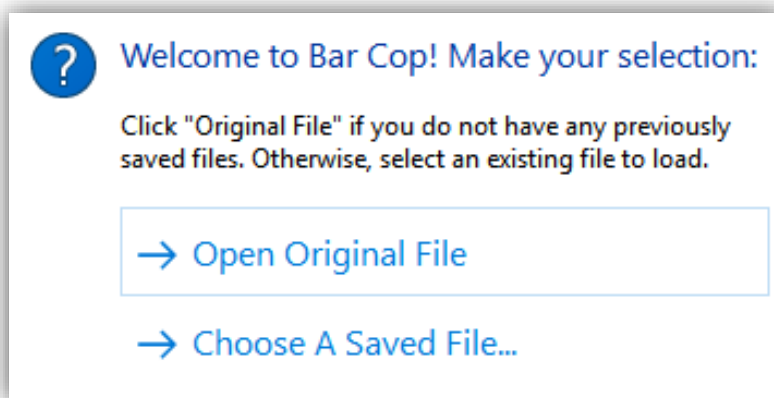 Welcome to Bar Cop! Make your selection:
Click "Original File" if you do not have any previously
saved files. Otherwise, select an existing file to load.
→ Open Original File
→ Choose A Saved File...